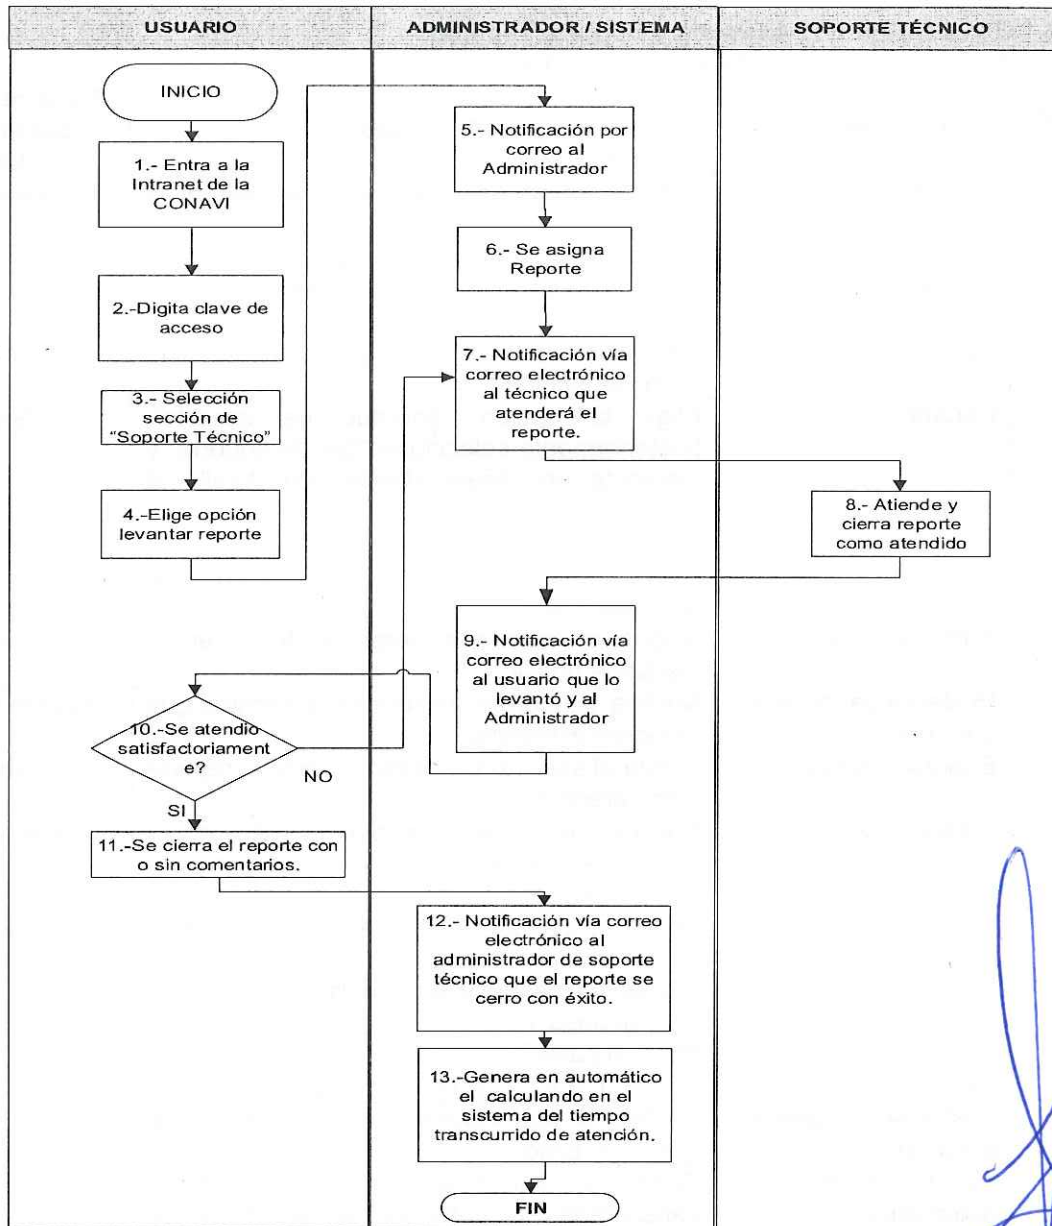 USUARIO
ADMINISTRADOR / SISTEMA
SOPORTE TÉCNICO
INICIO
1.- Entra a la
Intranet de la
CONAVI
2.-Digita clave de
acceso
3.- Selección
sección de
“Soporte Técnico”
4.-Elige opción
levantar reporte
5.- Notificación por
correo al
Administrador
6.- Se asigna
Reporte
7.- Notificación vía
correo electrónico
al técnico que
atenderá el
reporte.
8.- Atiende y
cierra reporte
como atendido
9.- Notificación vía
correo electrónico
al usuario que lo
levantó y al
Administrador
10.-Se atendio
satisfactoriament
e?
NO
SI
11.-Se cierra el reporte con
o sin comentarios.
12.- Notificación vía correo
electrónico al
administrador de soporte
técnico que el reporte se
cerro con éxito.
13.-Genera en automático
el calculando en el
sistema del tiempo
transcurrido de atención.
FIN